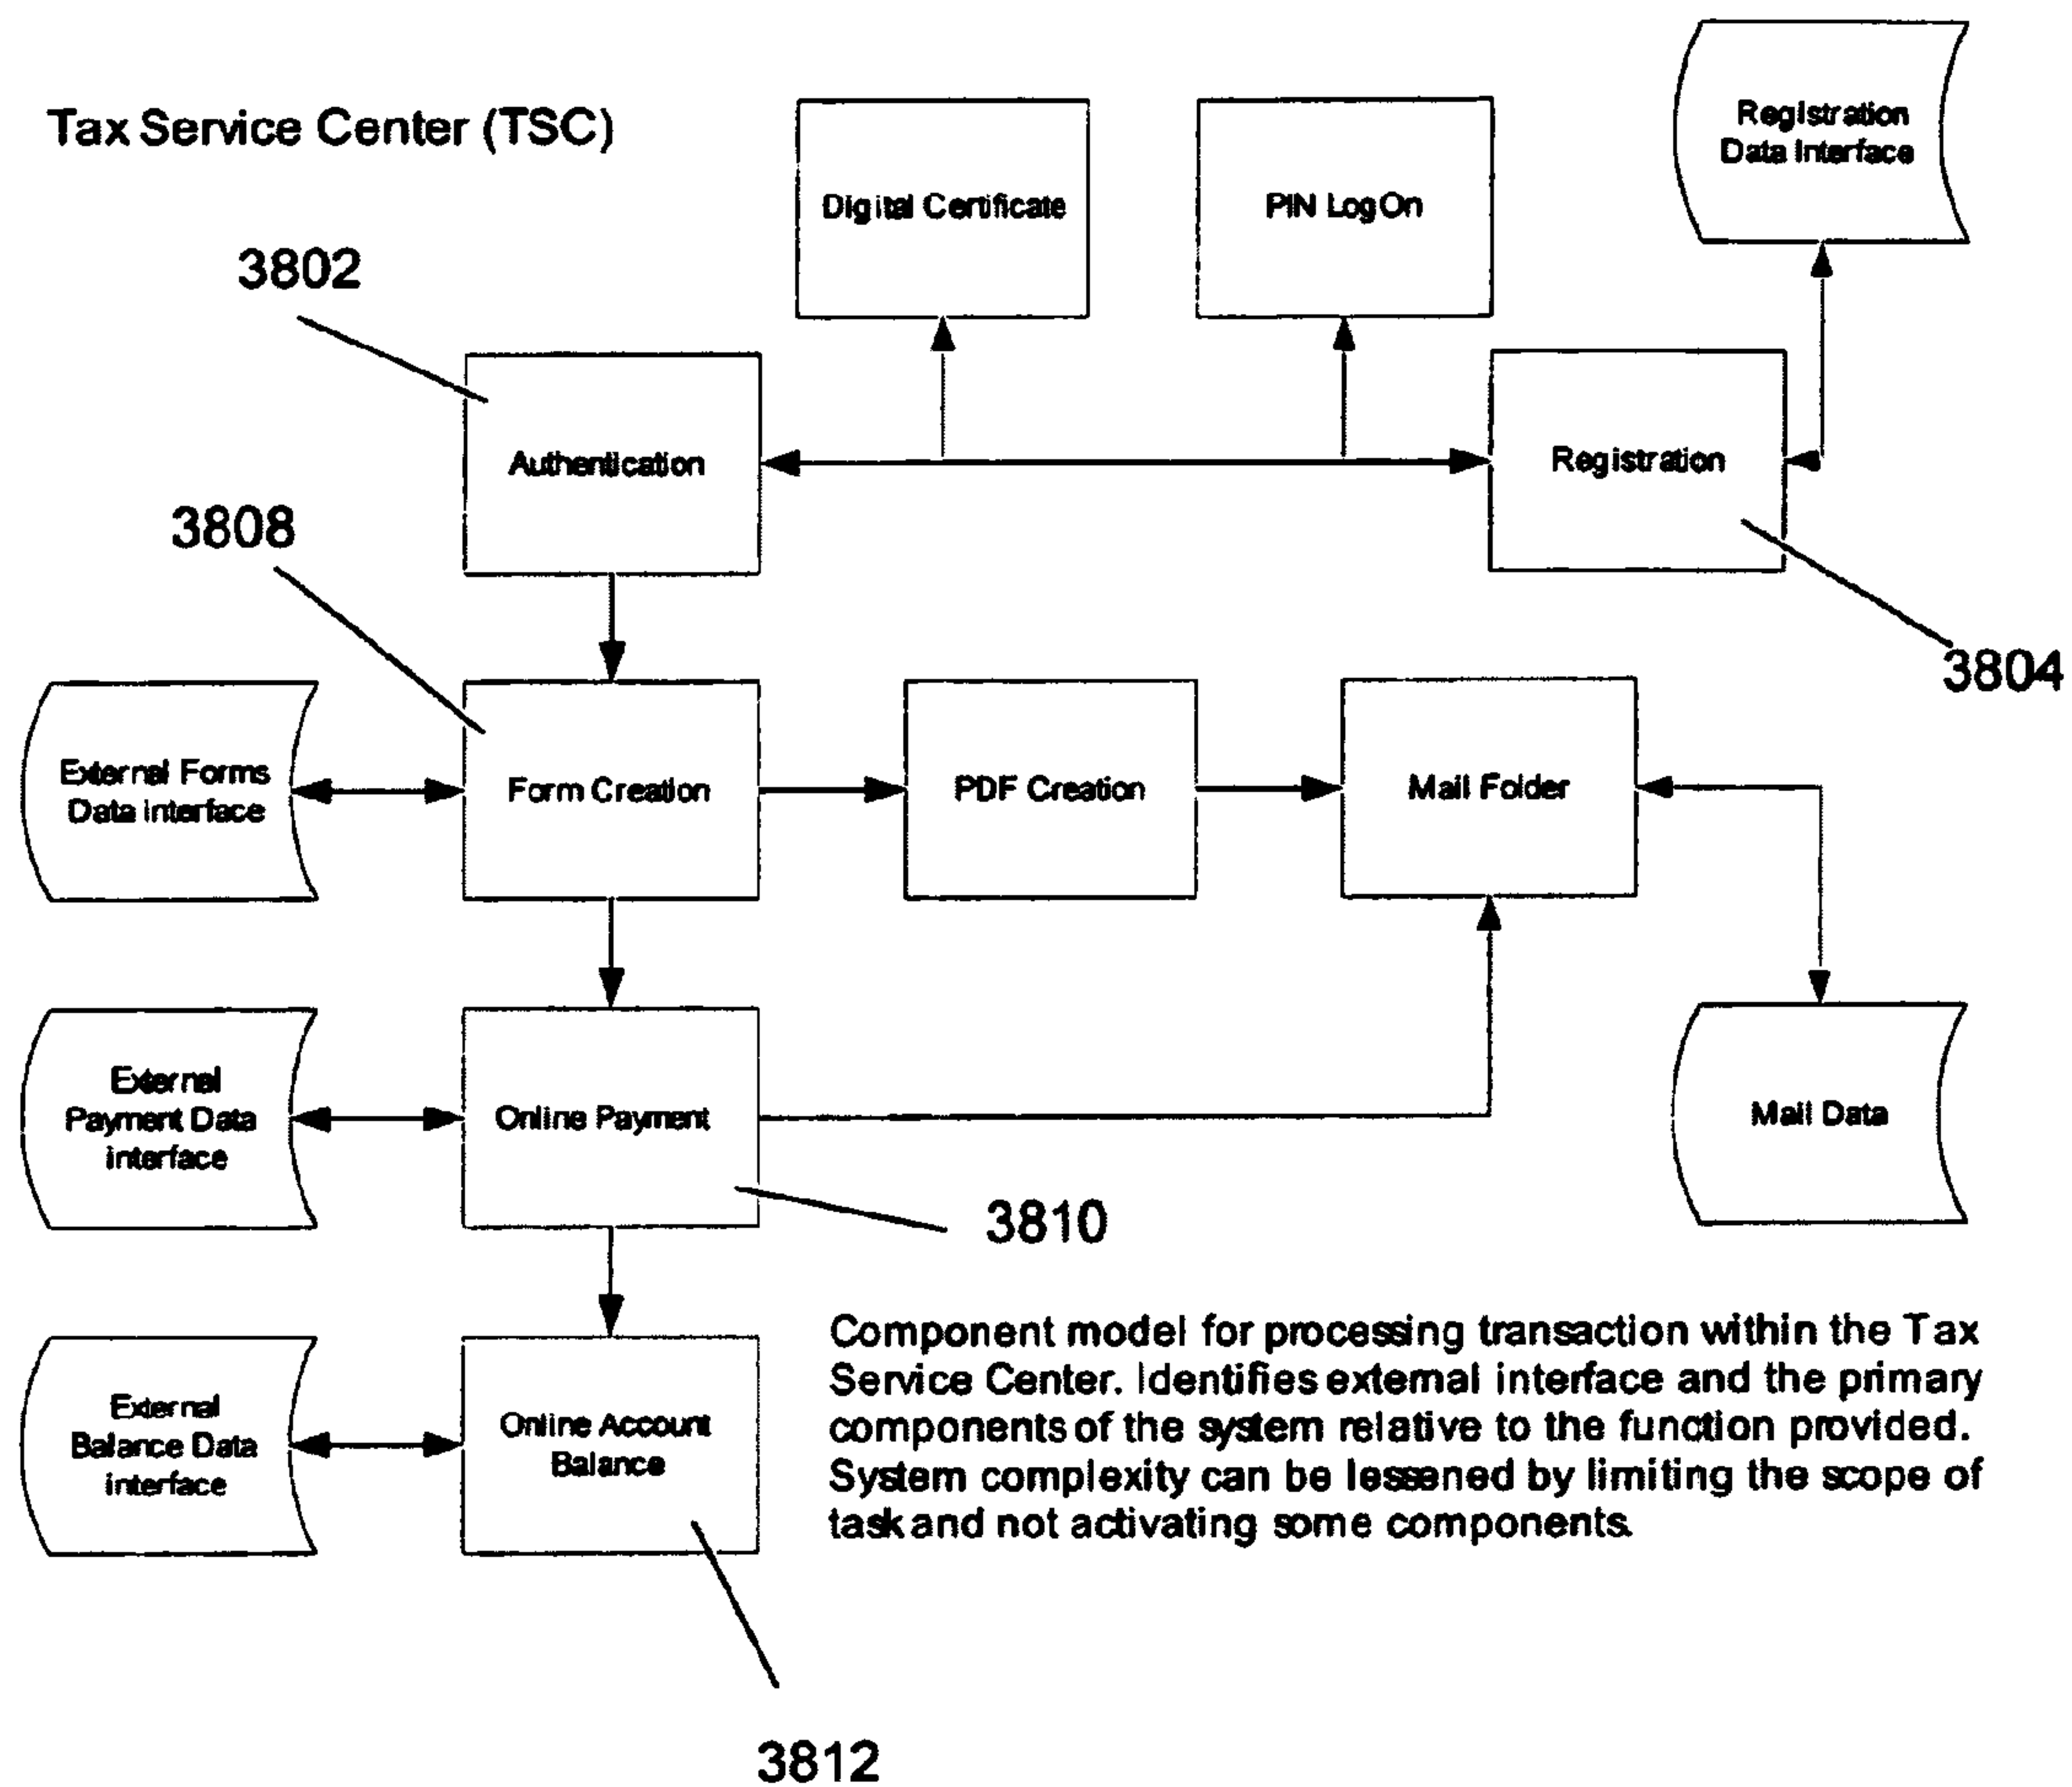 Tax Service Center (TSC)
Digital Certificate
PIN Log On
Registration
Data Interface
3802
Authentication
Registration
3808
3804
External Forms
Data interface
Form Creation
PDF Creation
Mail Folder
External
Payment Data
interface
Online Payment
Mail Data
3810
External
Balance Data
interface
Online Account
Balance
Component model for processing transaction within the Tax
Service Center. Identifies external interface and the primary
components of the system relative to the function provided.
System complexity can be lessened by limiting the scope of
task and not activating some components.
3812